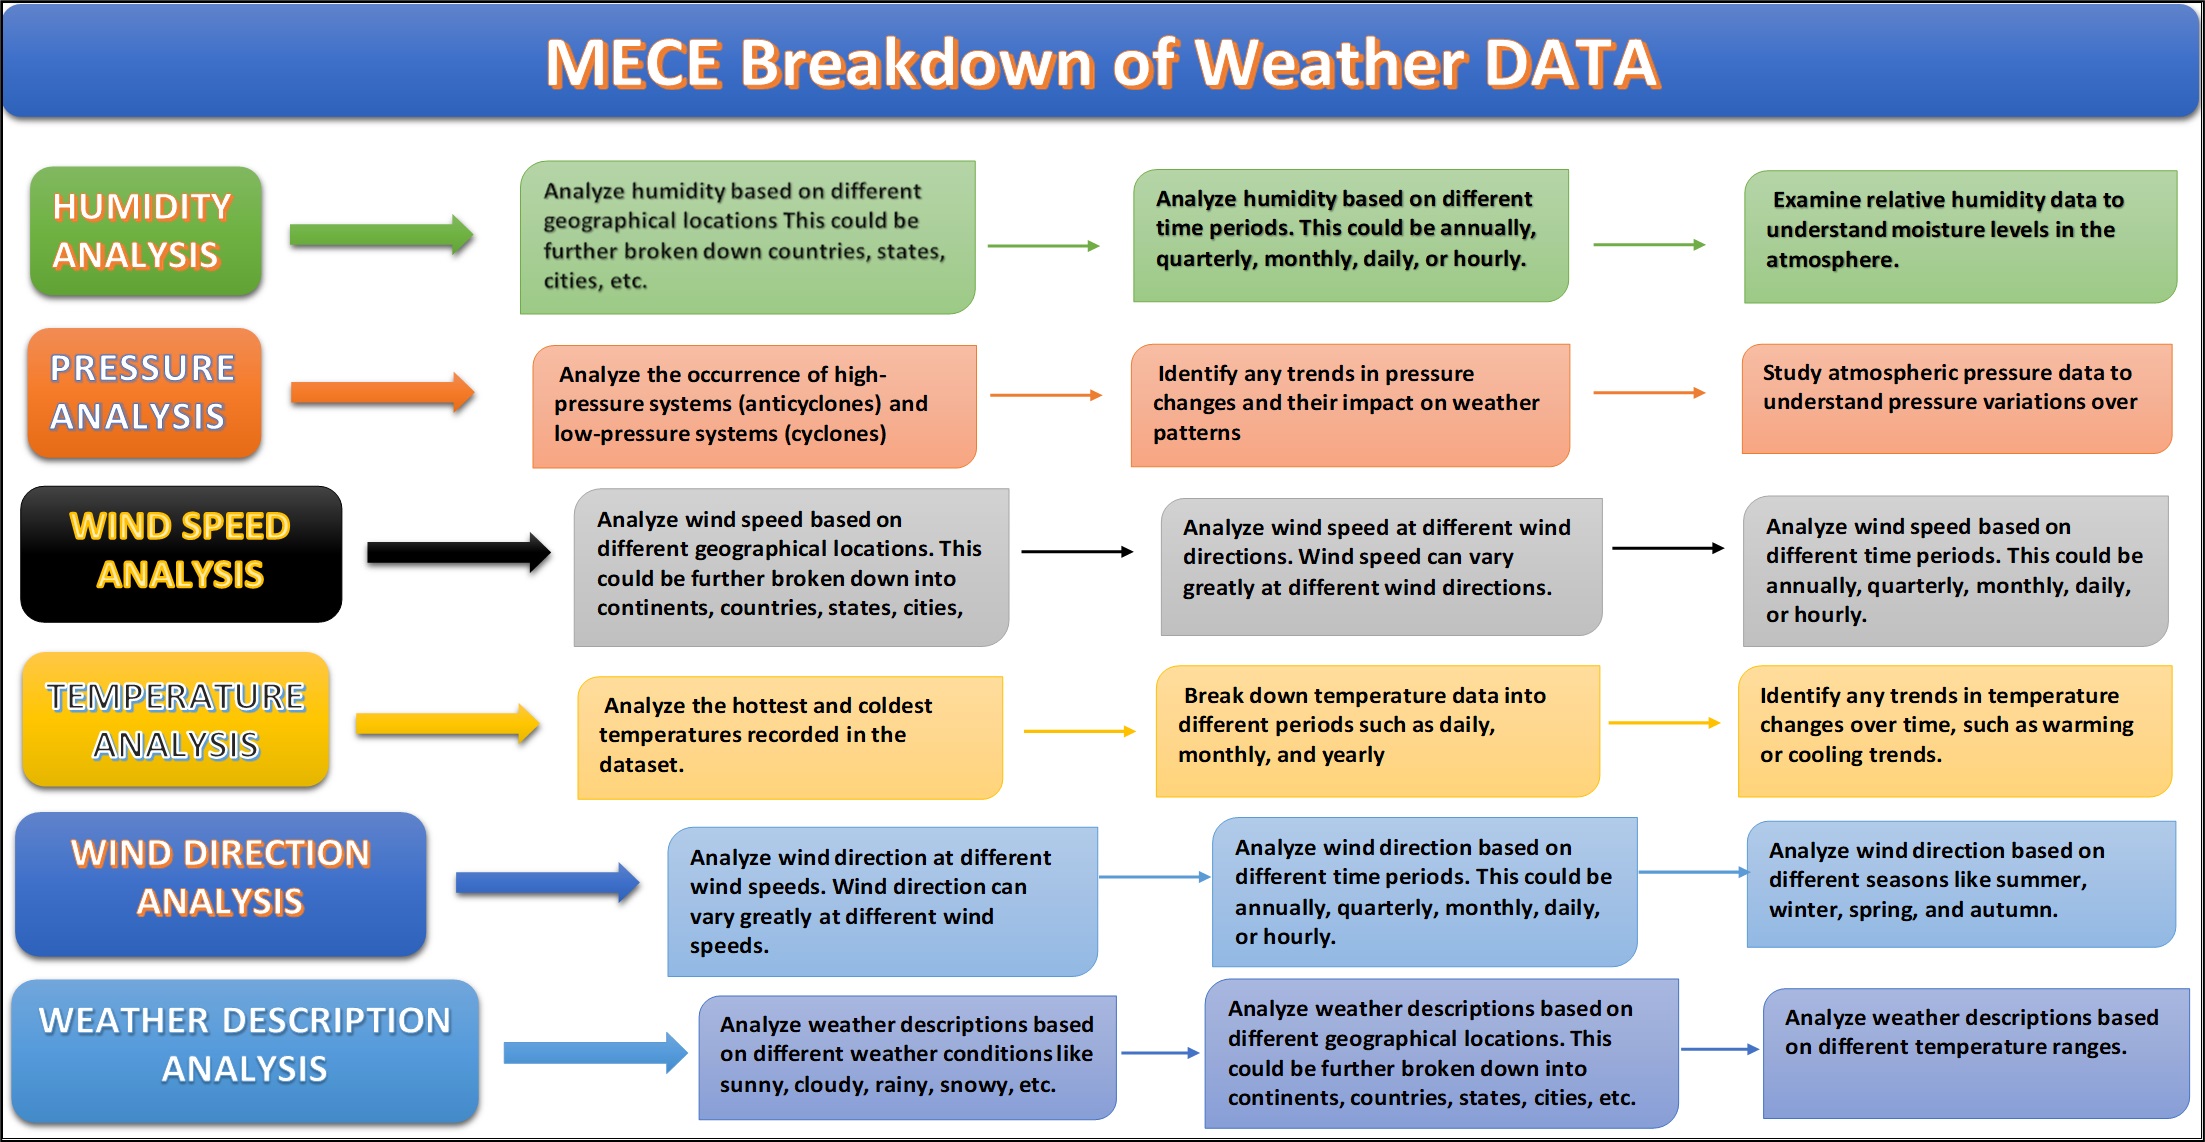 MECE Breakdown of Weather DATA
HUMIDITY
ANALYSIS
Analyze humidity based on different
geographical locations This could be
further broken down countries, states,
cities, etc.
Analyze humidity based on different
time periods. This could be annually,
quarterly, monthly, daily, or hourly.
Examine relative humidity data to
understand moisture levels in the
atmosphere.
PRESSURE
ANALYSIS
Analyze the occurrence of high-
pressure systems (anticyclones) and
low-pressure systems (cyclones)
Identify any trends in pressure
changes and their impact on weather
patterns
Study atmospheric pressure data to
understand pressure variations over
WIND SPEED
ANALYSIS
Analyze wind speed based on
different geographical locations. This
could be further broken down into
continents, countries, states, cities,
Analyze wind speed at different wind
directions. Wind speed can vary
greatly at different wind directions.
Analyze wind speed based on
different time periods. This could be
annually, quarterly, monthly, daily,
or hourly.
TEMPERATURE
ANALYSIS
Analyze the hottest and coldest
temperatures recorded in the
dataset.
Break down temperature data into
different periods such as daily,
monthly, and yearly
Identify any trends in temperature
changes over time, such as warming
or cooling trends.
WIND DIRECTION
ANALYSIS
Analyze wind direction at different
wind speeds. Wind direction can
vary greatly at different wind
speeds.
Analyze wind direction based on
different time periods. This could be
annually, quarterly, monthly, daily,
or hourly.
Analyze wind direction based on
different seasons like summer,
winter, spring, and autumn.
WEATHER DESCRIPTION
ANALYSIS
Analyze weather descriptions based
on different weather conditions like
sunny, cloudy, rainy, snowy, etc.
Analyze weather descriptions based on
different geographical locations. This
could be further broken down into
continents, countries, states, cities, etc.
Analyze weather descriptions based
on different temperature ranges.